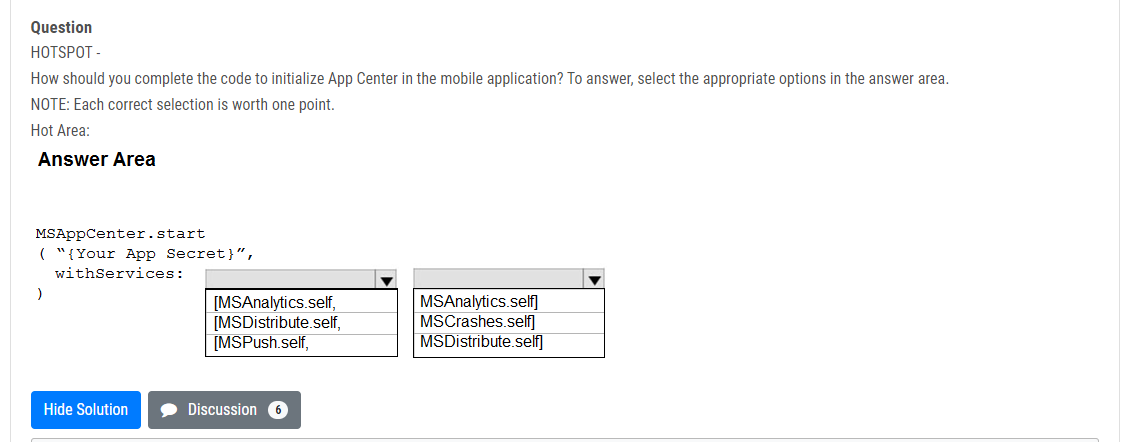 Question
HOTSPOT -
How should you complete the code to initialize App Center in the mobile application? To answer, select the appropriate options in the answer area.
NOTE: Each correct selection is worth one point.
Hot Area:
Answer Area
MSAppCenter.start
( “{Your App Secret}”,
withServices:
)
[MSAnalytics.self,
[MSDistribute.self,
[MSPush.self,
MSAnalytics.self]
MSCrashes.self]
MSDistribute.self]
Hide Solution
Discussion 6